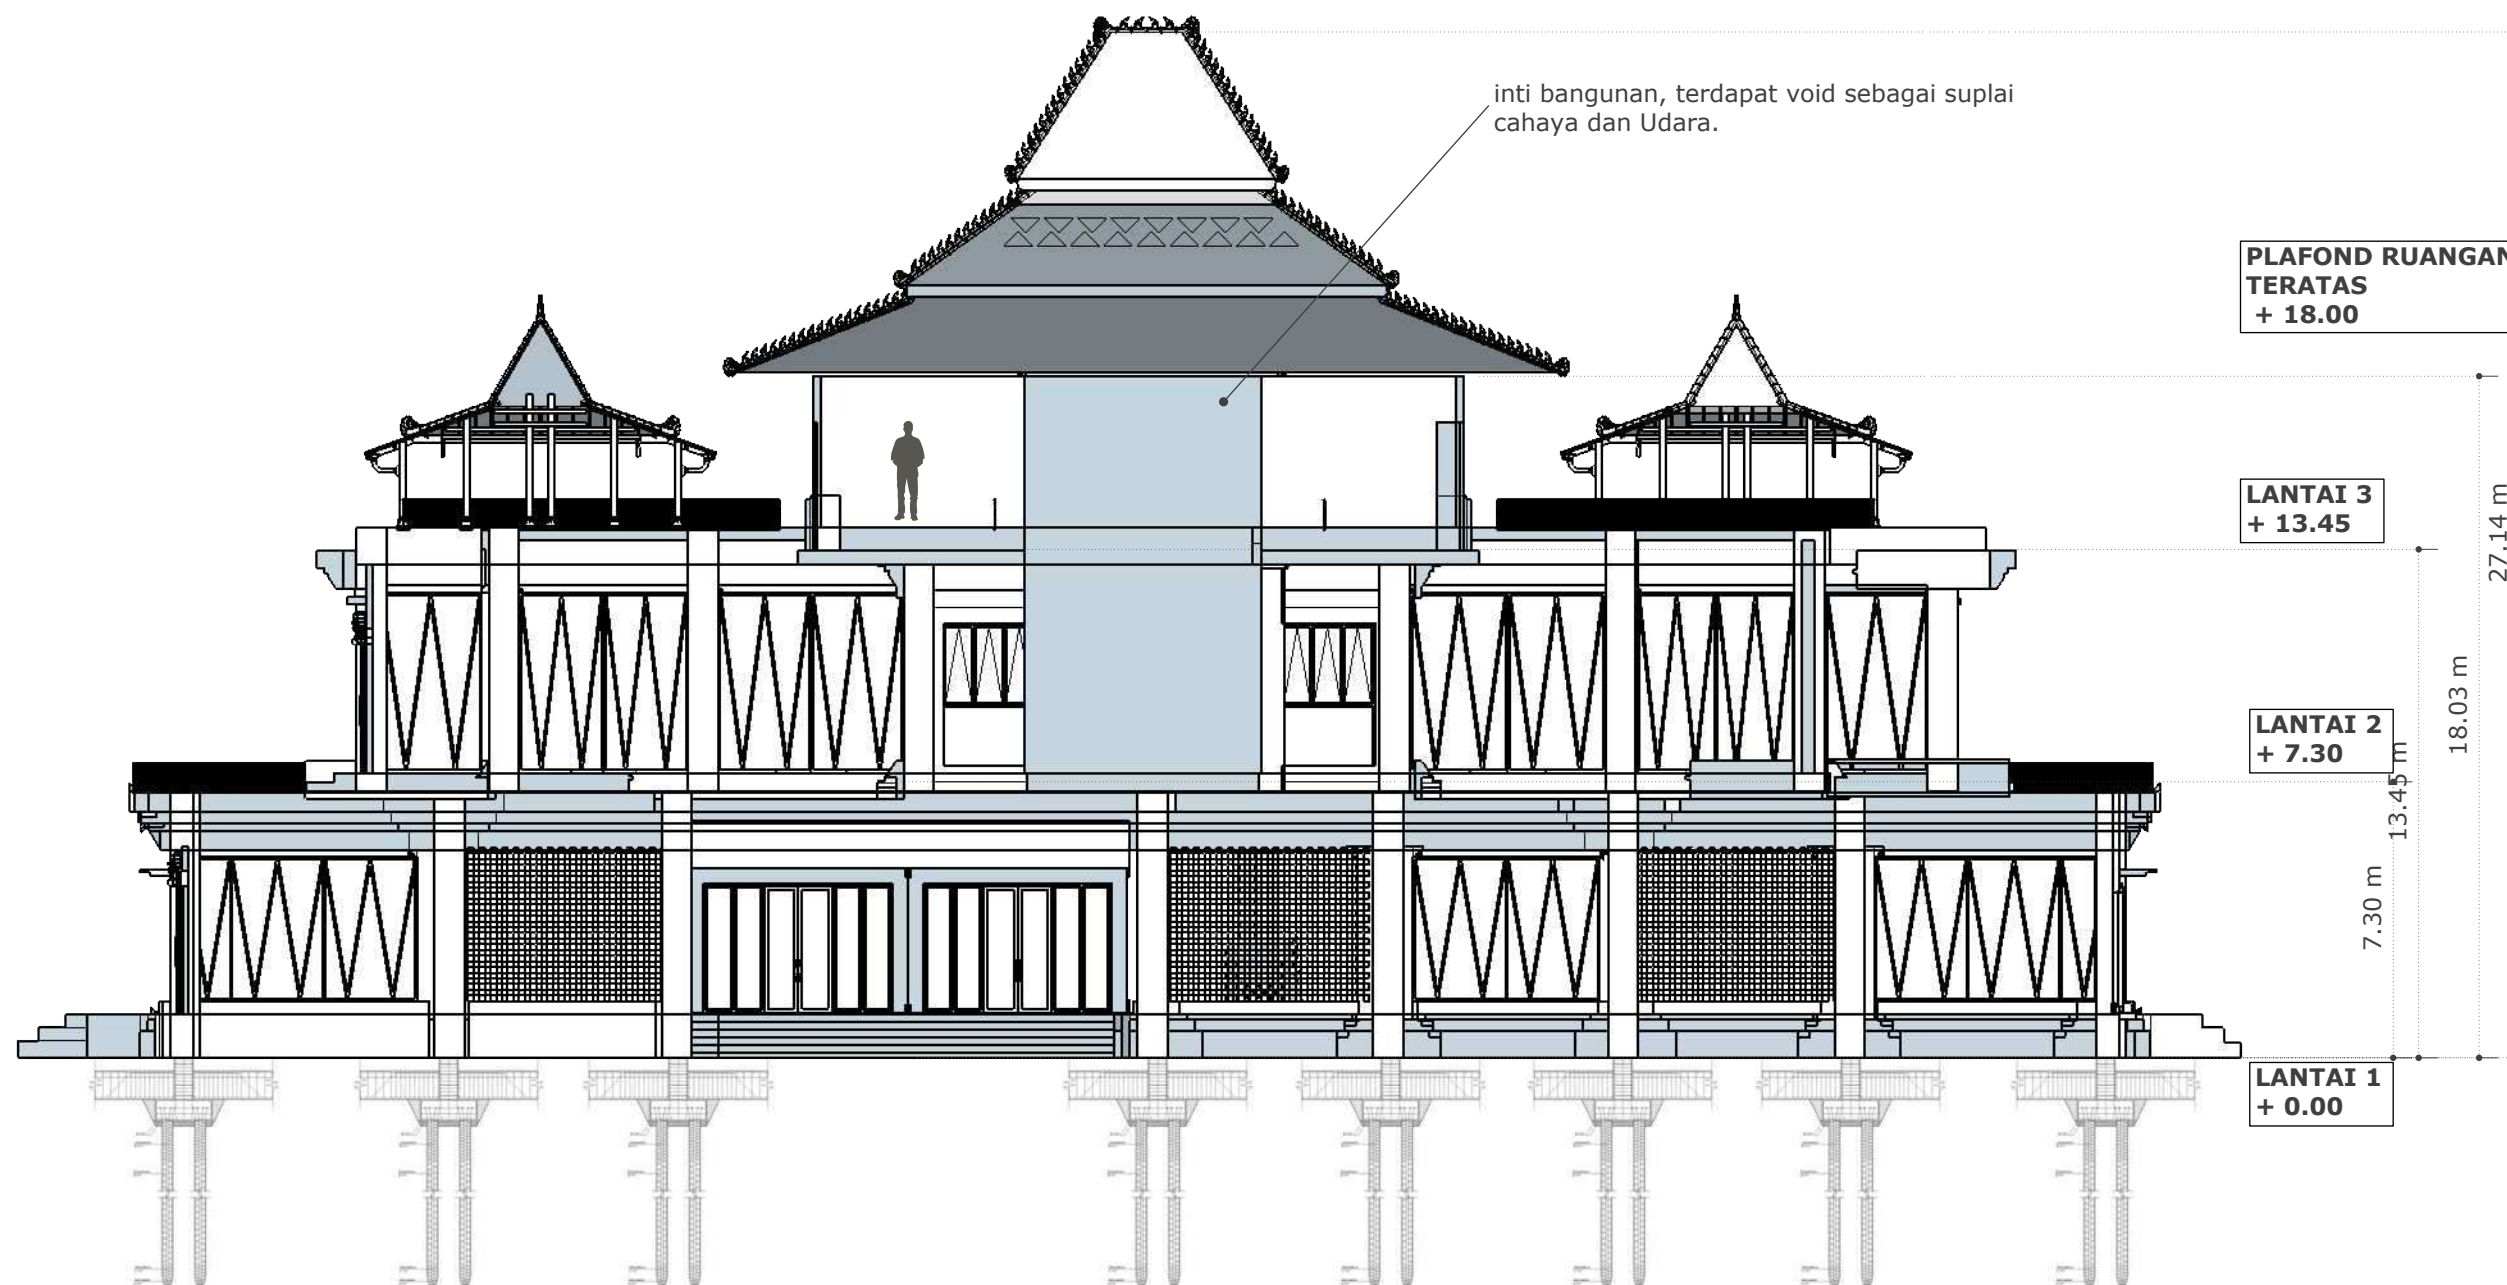 inti bangunan, terdapat void sebagai suplai
cahaya dan Udara.
PLAFOND RUANGAN
TERATAS
+ 18.00
LANTAI 3
+ 13.45
27.14 m
18.03 m
LANTAI 2
+ 7.30
13.45 m
7.30 m
LANTAI 1
+ 0.00